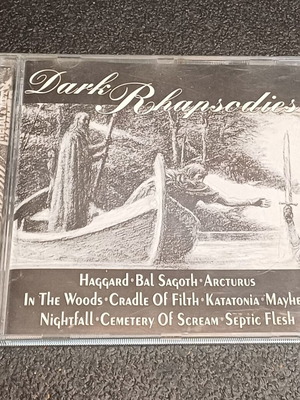 Dark
Rhapsodies
Haggard · Bal Sagoth · Arcturus
In The Woods · Cradle Of Filth · Katatonia · Mayhe
Nightfall · Cemetery Of Scream · Septic Flesh